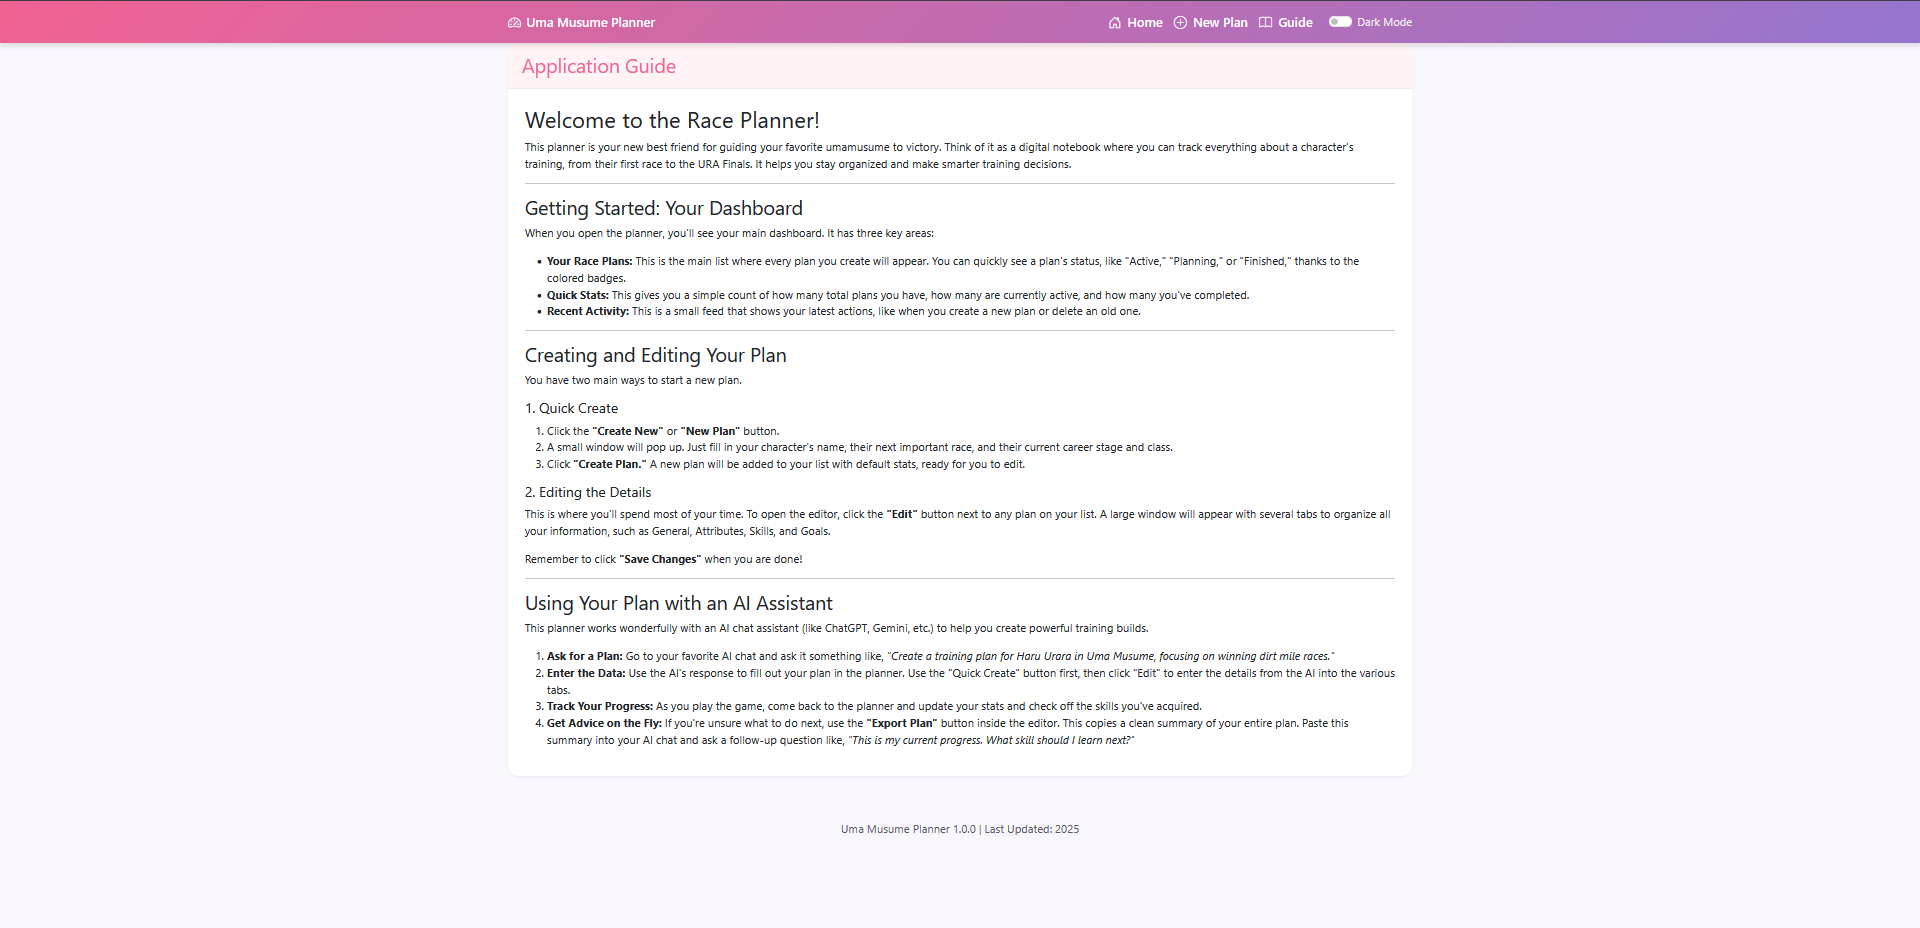 Uma Musume Planner
Home New Plan Guide Dark Mode
Application Guide
Welcome to the Race Planner!
This planner is your new best friend for guiding your favorite umamusume to victory. Think of it as a digital notebook where you can track everything about a character's
training, from their first race to the URA Finals. It helps you stay organized and make smarter training decisions.
Getting Started: Your Dashboard
When you open the planner, you'll see your main dashboard. It has three key areas:
• Your Race Plans: This is the main list where every plan you create will appear. You can quickly see a plan's status, like "Active," "Planning," or "Finished," thanks to the
colored badges.
• Quick Stats: This gives you a simple count of how many total plans you have, how many are currently active, and how many you've completed.
• Recent Activity: This is a small feed that shows your latest actions, like when you create a new plan or delete an old one.
Creating and Editing Your Plan
You have two main ways to start a new plan.
1. Quick Create
1. Click the "Create New" or "New Plan" button.
2. A small window will pop up. Just fill in your character's name, their next important race, and their current career stage and class.
3. Click "Create Plan." A new plan will be added to your list with default stats, ready for you to edit.
2. Editing the Details
This is where you'll spend most of your time. To open the editor, click the "Edit" button next to any plan on your list. A large window will appear with several tabs to organize all
your information, such as General, Attributes, Skills, and Goals.
Remember to click "Save Changes" when you are done!
Using Your Plan with an AI Assistant
This planner works wonderfully with an AI chat assistant (like ChatGPT, Gemini, etc.) to help you create powerful training builds.
1. Ask for a Plan: Go to your favorite AI chat and ask it something like, "Create a training plan for Haru Urara in Uma Musume, focusing on winning dirt mile races."
2. Enter the Data: Use the AI's response to fill out your plan in the planner. Use the "Quick Create" button first, then click "Edit" to enter the details from the AI into the various
tabs.
3. Track Your Progress: As you play the game, come back to the planner and update your stats and check off the skills you've acquired.
4. Get Advice on the Fly: If you're unsure what to do next, use the "Export Plan" button inside the editor. This copies a clean summary of your entire plan. Paste this
summary into your AI chat and ask a follow-up question like, "This is my current progress. What skill should I learn next?"
Uma Musume Planner 1.0.0 | Last Updated: 2025